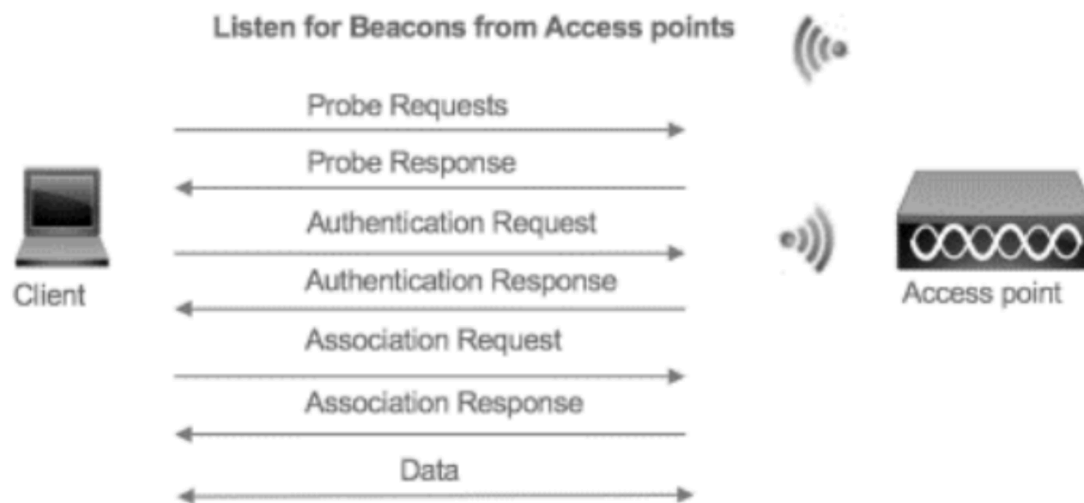 Listen for Beacons from Access points
Probe Requests
Probe Response
Authentication Request
Authentication Response
Client
Access point
Association Request
Association Response
Data